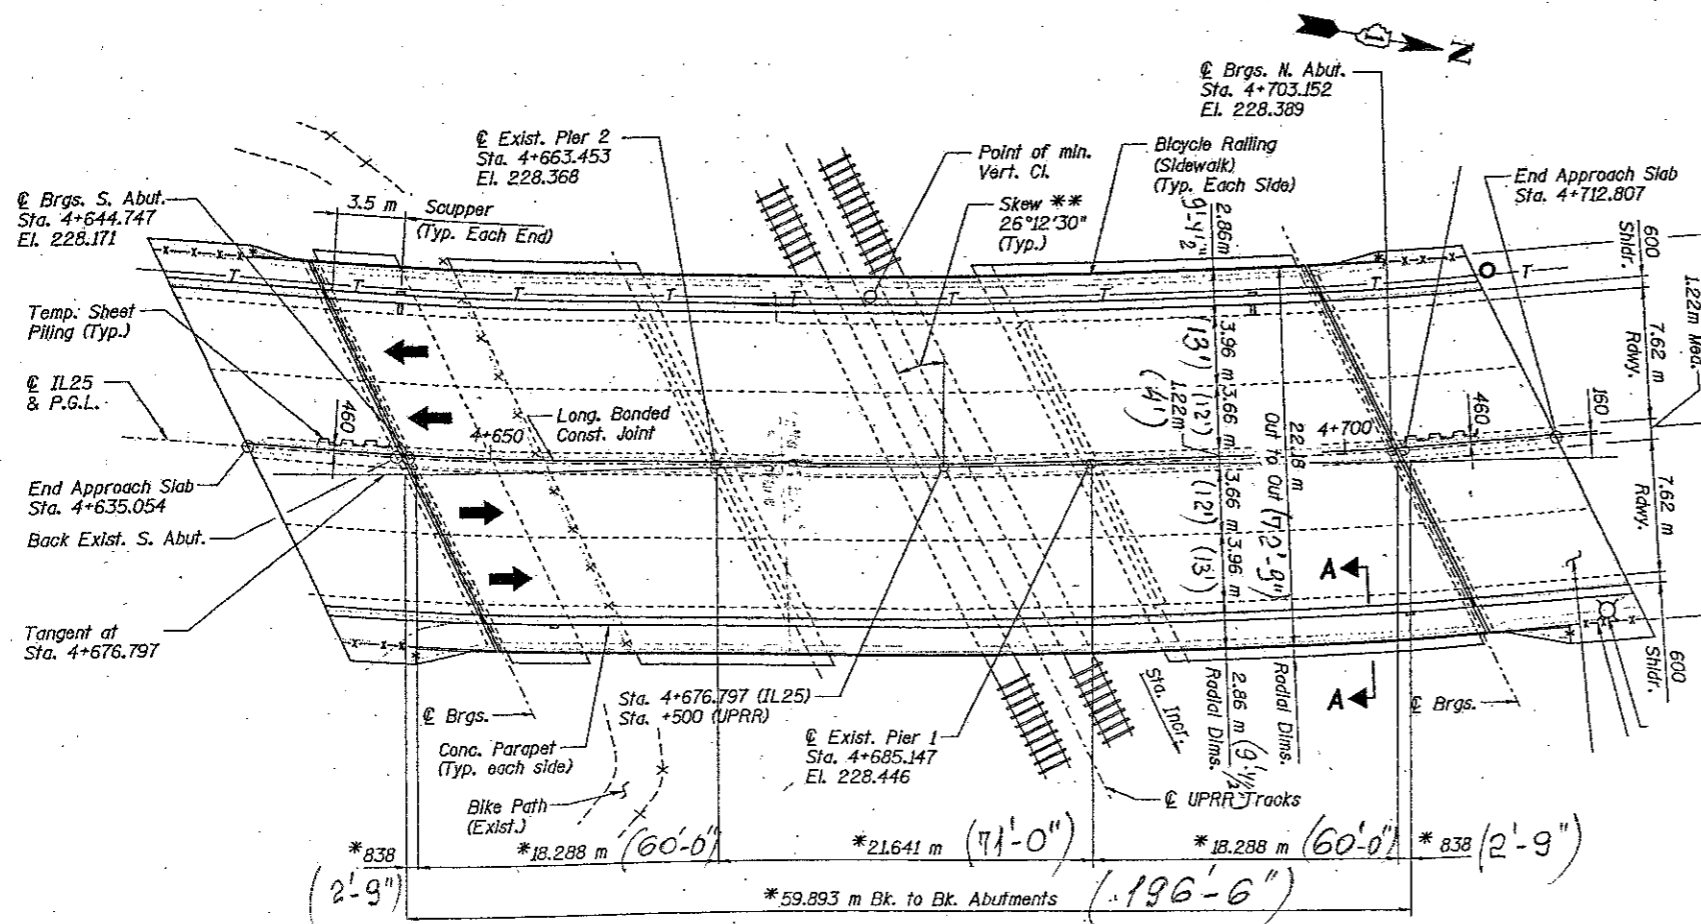 N
℄ Brgs. N. Abut.
Sta. 4+703.152
El. 228.389
℄ Exist. Pier 2
Sta. 4+663.453
El. 228.368
Point of min.
Vert. Cl.
Bicycle Railing
(Sidewalk)
(Typ. Each Side)
End Approach Slab
Sta. 4+712.807
℄ Brgs. S. Abut.
Sta. 4+644.747
El. 228.171
3.5 m
Scupper
(Typ. Each End)
Skew **
26°12'30"
(Typ.)
2.86m
9'-4½"
600
Shldr.
1.22m Med.
7.62 m
Rdwy.
Temp. Sheet
Piling (Typ.)
℄ IL25
& P.G.L.
460
4+650
Long. Bonded
Const. Joint
3.96 m 3.66 m 3.66 m 3.96 m
(13') (12') (12') (13')
1.22m
(4')
22.18 m
Out to Out (72'-9")
4+700
460
160
End Approach Slab
Sta. 4+635.054
Back Exist. S. Abut.
7.62 m
Rdwy.
A
Tangent at
Sta. 4+676.797
600
Shldr.
℄ Brgs.
Sta. 4+676.797 (IL25)
Sta. +500 (UPRR)
Sta. Incr.
2.86 m (9'4½")
Radial Dims.
Radial Dims.
A
℄ Brgs.
Conc. Parapet
(Typ. each side)
℄ Exist. Pier 1
Sta. 4+685.147
El. 228.446
Bike Path
(Exist.)
℄ UPRR Tracks
*838
(2'-9")
*18.288 m (60'-0")
*21.641 m (71'-0")
*18.288 m (60'-0")
*838 (2'-9")
*59.893 m Bk. to Bk. Abutments (196'-6")